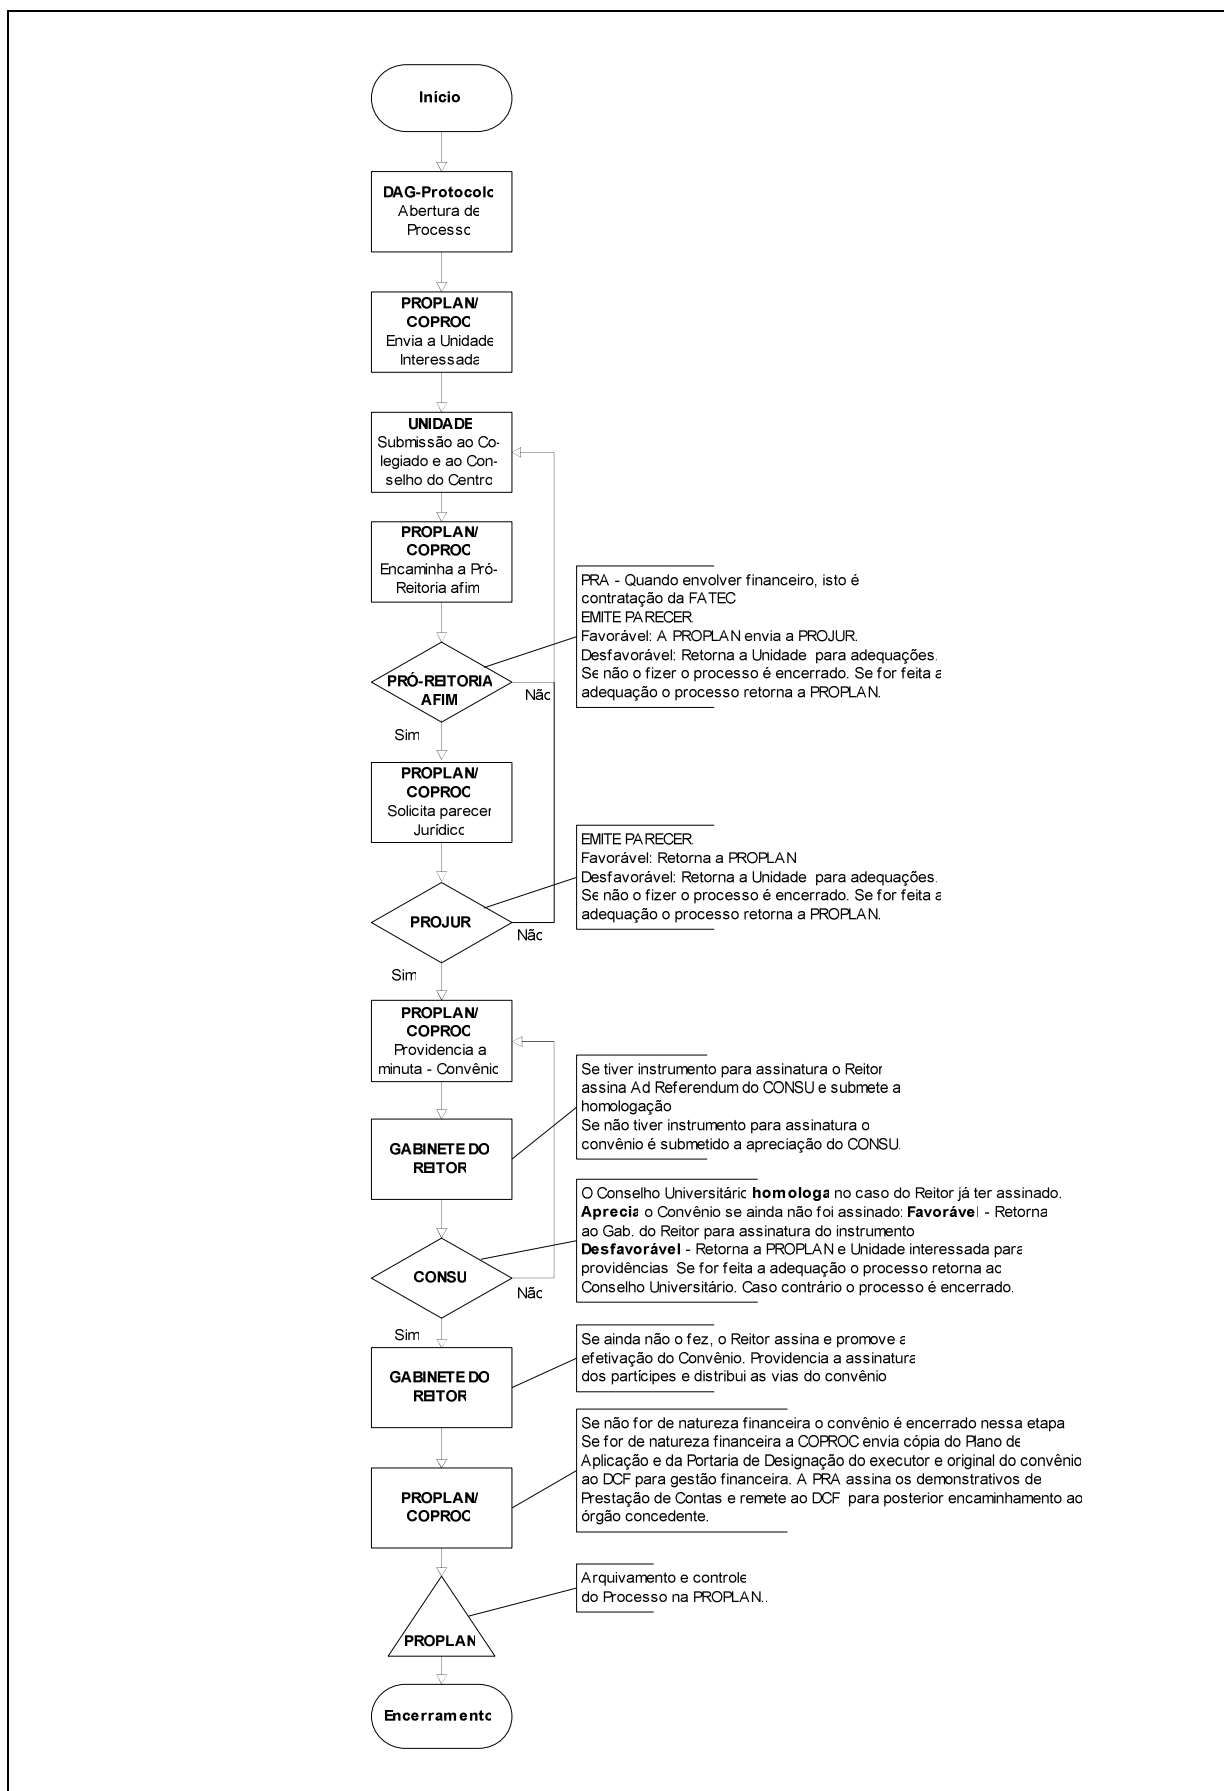 Início
DAG-Protocolo
Abertura de
Processo
PROPLAN/
COPROC
Envia a Unidade
Interessada
UNIDADE
Submissão ao Co-
legiado e ao Con-
selho do Centro
PROPLAN/
COPROC
Encaminha a Pró-
Reitoria afim
PRA - Quando envolver financeiro, isto é
contratação da FATEC
EMITE PARECER.
Favorável: A PROPLAN envia a PROJUR.
Desfavorável: Retorna a Unidade para adequações.
Se não o fizer o processo é encerrado. Se for feita a
adequação o processo retorna a PROPLAN.
PRÓ-REITORIA
AFIM
Não
Sim
PROPLAN/
COPROC
Solicita parecer
Jurídico
EMITE PARECER.
Favorável: Retorna a PROPLAN
Desfavorável: Retorna a Unidade para adequações.
Se não o fizer o processo é encerrado. Se for feita a
adequação o processo retorna a PROPLAN.
PROJUR
Não
Sim
PROPLAN/
COPROC
Providencia a
minuta - Convênio
Se tiver instrumento para assinatura o Reitor
assina Ad Referendum do CONSU e submete a
homologação
Se não tiver instrumento para assinatura o
convênio é submetido a apreciação do CONSU.
GABINETE DO
REITOR
O Conselho Universitário homologa no caso do Reitor já ter assinado.
Aprecia o Convênio se ainda não foi assinado: Favorável - Retorna
ao Gab. do Reitor para assinatura do instrumento
Desfavorável - Retorna a PROPLAN e Unidade interessada para
providências Se for feita a adequação o processo retorna ao
Conselho Universitário. Caso contrário o processo é encerrado.
CONSU
Não
Sim
GABINETE DO
REITOR
Se ainda não o fez, o Reitor assina e promove a
efetivação do Convênio. Providencia a assinatura
dos partícipes e distribui as vias do convênio
Se não for de natureza financeira o convênio é encerrado nessa etapa
Se for de natureza financeira a COPROC envia cópia do Plano de
Aplicação e da Portaria de Designação do executor e original do convênio
ao DCF para gestão financeira. A PRA assina os demonstrativos de
Prestação de Contas e remete ao DCF para posterior encaminhamento ao
órgão concedente.
PROPLAN/
COPROC
Arquivamento e controle
do Processo na PROPLAN..
PROPLAN
Encerramento